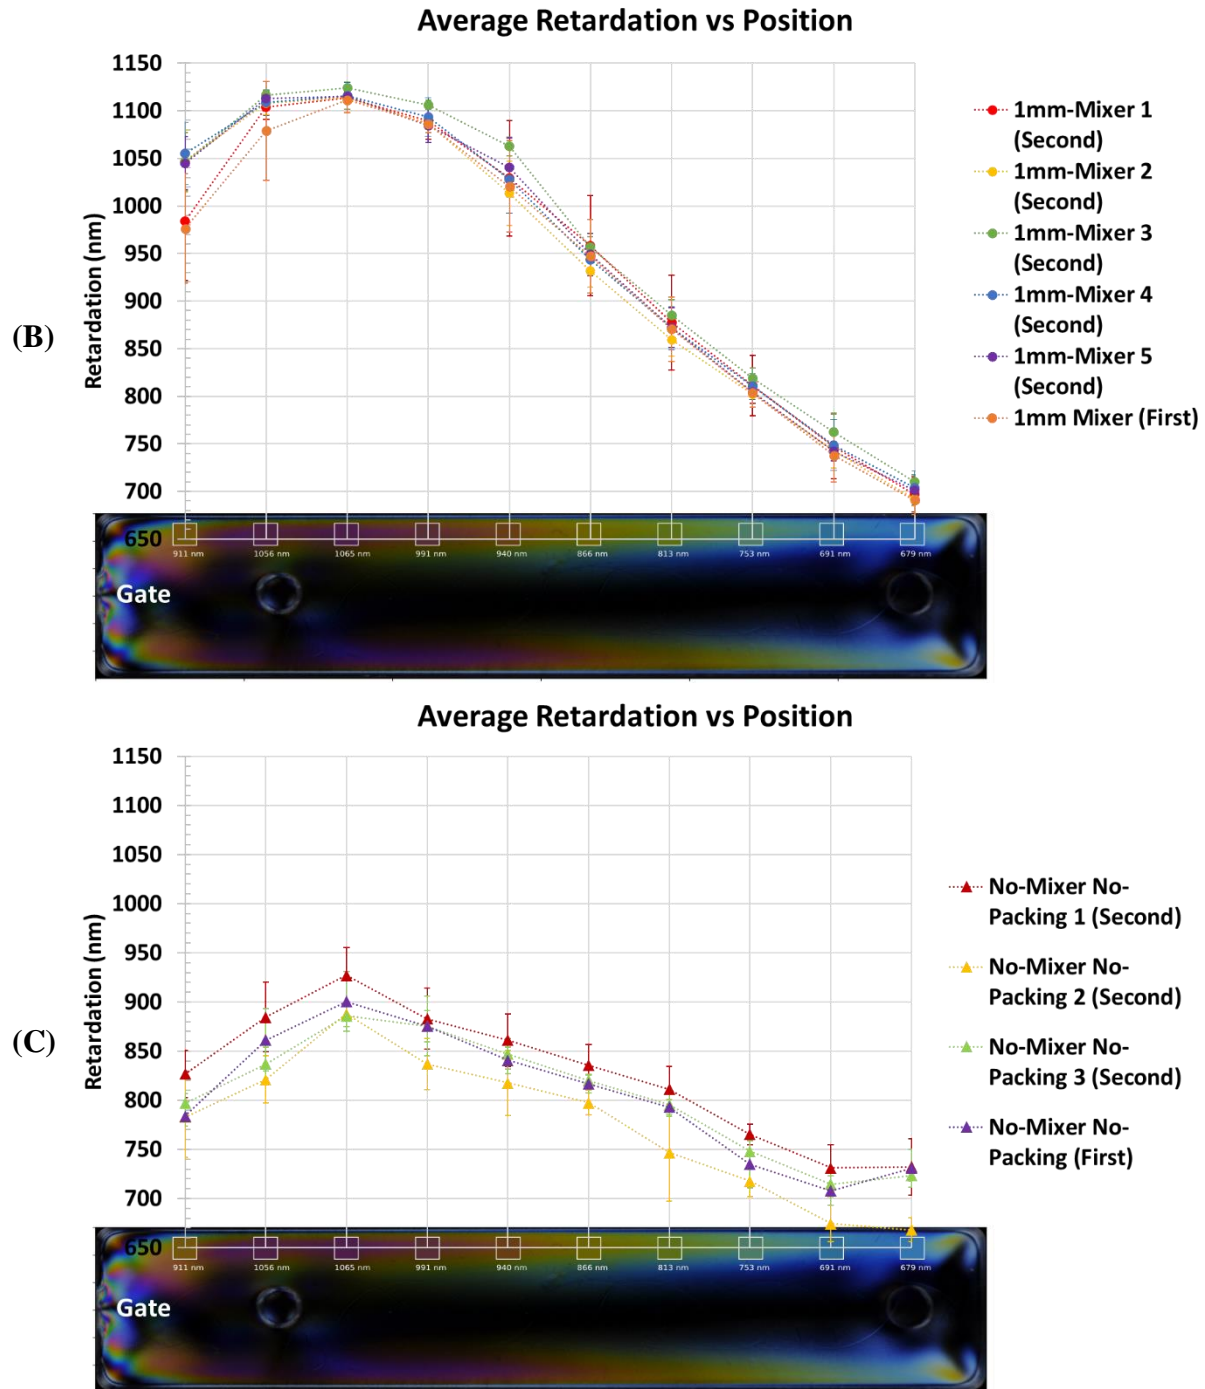 Average Retardation vs Position
1150
1100
1050
1000
950
900
850
800
750
700
650
Retardation (nm)
(B)
1mm-Mixer 1
(Second)
1mm-Mixer 2
(Second)
1mm-Mixer 3
(Second)
1mm-Mixer 4
(Second)
1mm-Mixer 5
(Second)
1mm Mixer (First)
911 nm 1056 nm 1065 nm 991 nm 940 nm 866 nm 813 nm 753 nm 691 nm 679 nm
Gate
Average Retardation vs Position
1150
1100
1050
1000
950
900
850
800
750
700
650
Retardation (nm)
(C)
No-Mixer No-
Packing 1 (Second)
No-Mixer No-
Packing 2 (Second)
No-Mixer No-
Packing 3 (Second)
No-Mixer No-
Packing (First)
911 nm 1056 nm 1065 nm 991 nm 940 nm 866 nm 813 nm 753 nm 691 nm 679 nm
Gate